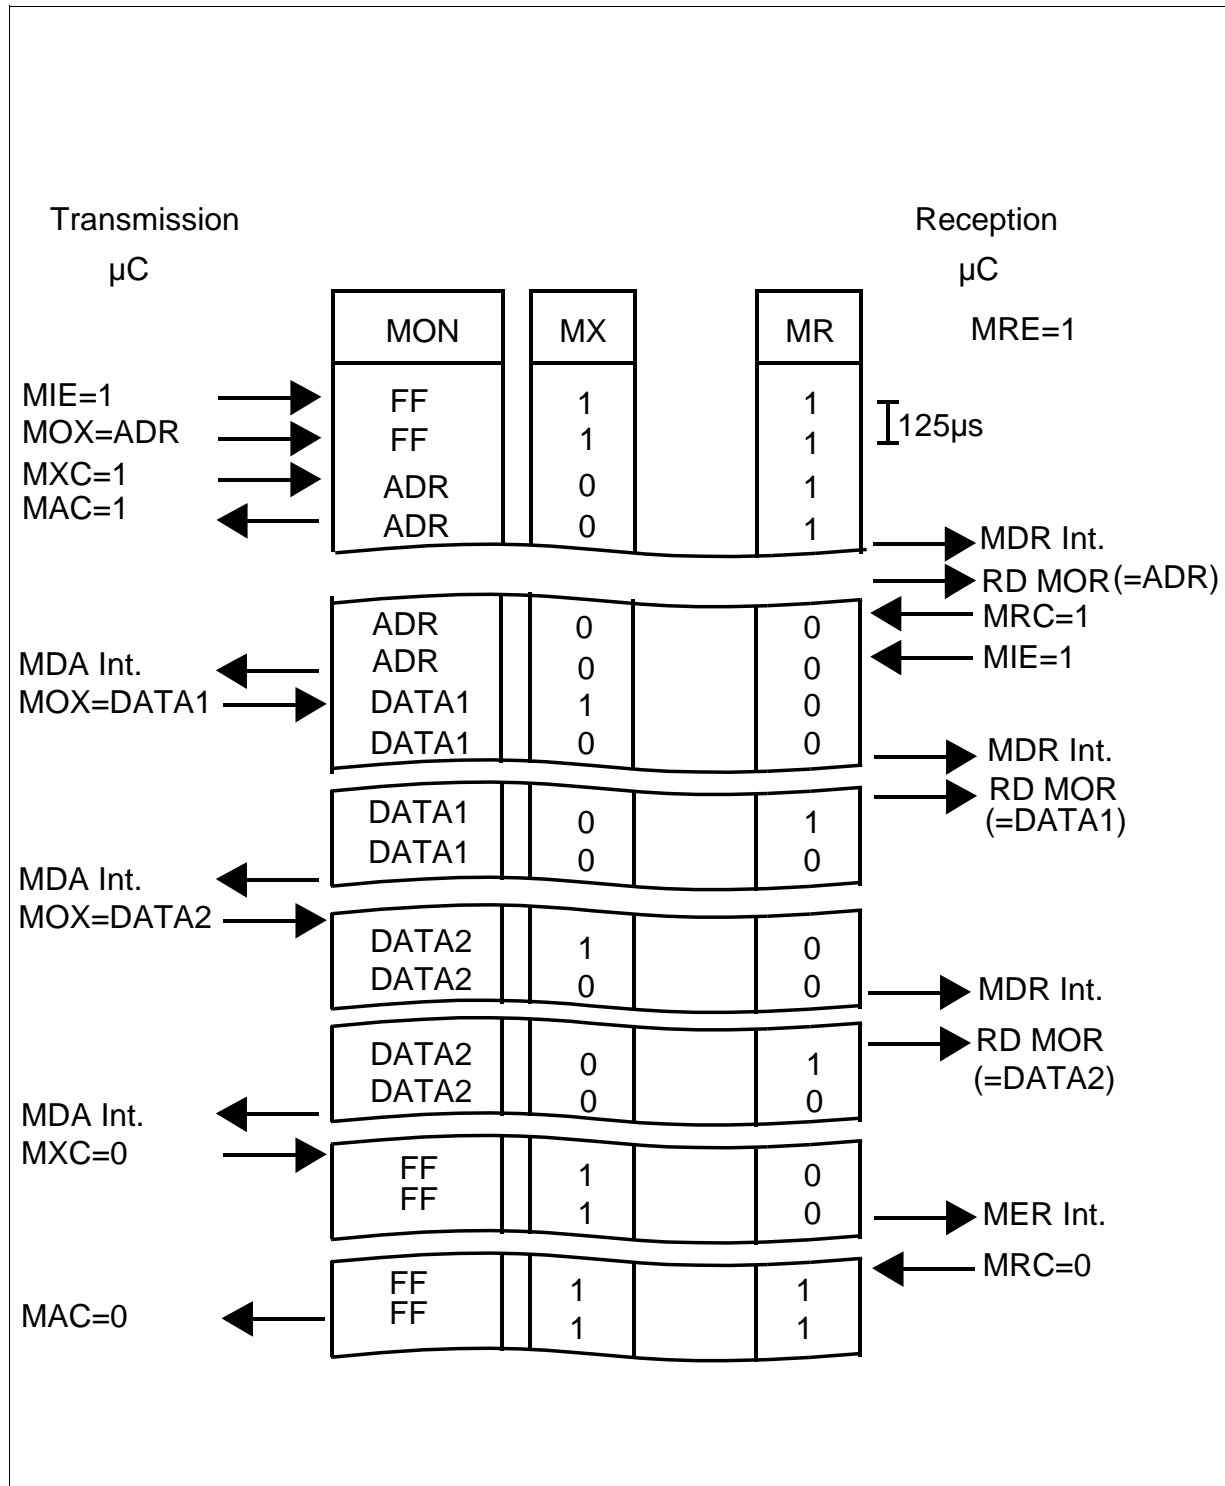 Transmission Reception
µC µC
MON MX MR MRE=1
MIE=1 FF 1 1
MOX=ADR FF 1 1 125µs
MXC=1 ADR 0 1
MAC=1 ADR 0 1
MDR Int.
RD MOR (=ADR)
ADR 0 0 MRC=1
MDA Int. ADR 0 0 MIE=1
MOX=DATA1 DATA1 1 0
DATA1 0 0 MDR Int.
RD MOR
DATA1 0 1 (=DATA1)
DATA1 0 0
MDA Int.
MOX=DATA2
DATA2 1 0
DATA2 0 0 MDR Int.
RD MOR
DATA2 0 1 (=DATA2)
DATA2 0 0
MDA Int.
MXC=0
FF 1 0
FF 1 0 MER Int.
MRC=0
FF 1 1
MAC=0 FF 1 1